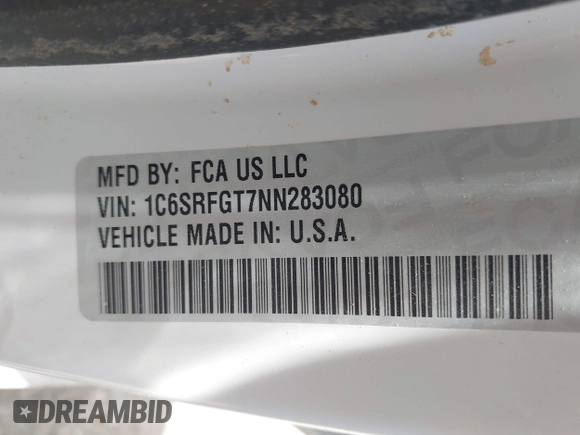 MFD BY: FCA US LLC
VIN: 1C6SRFGT7NN283080
VEHICLE MADE IN: U.S.A.
DREAMBID